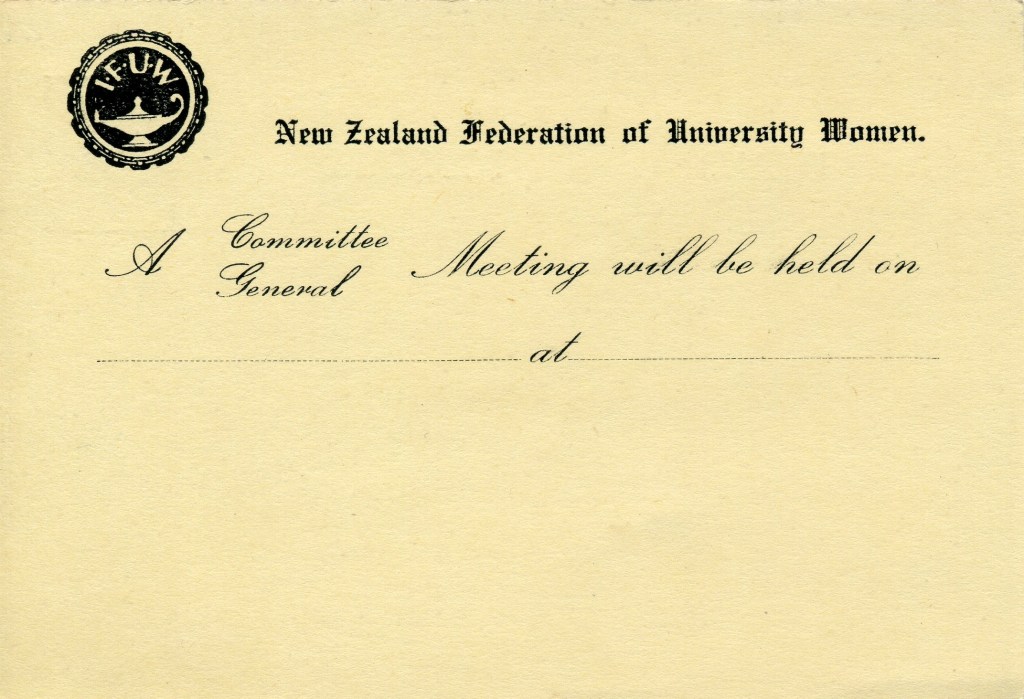 I·F·U·W
New Zealand Federation of University Women.
A Committee Meeting will be held on
General
at